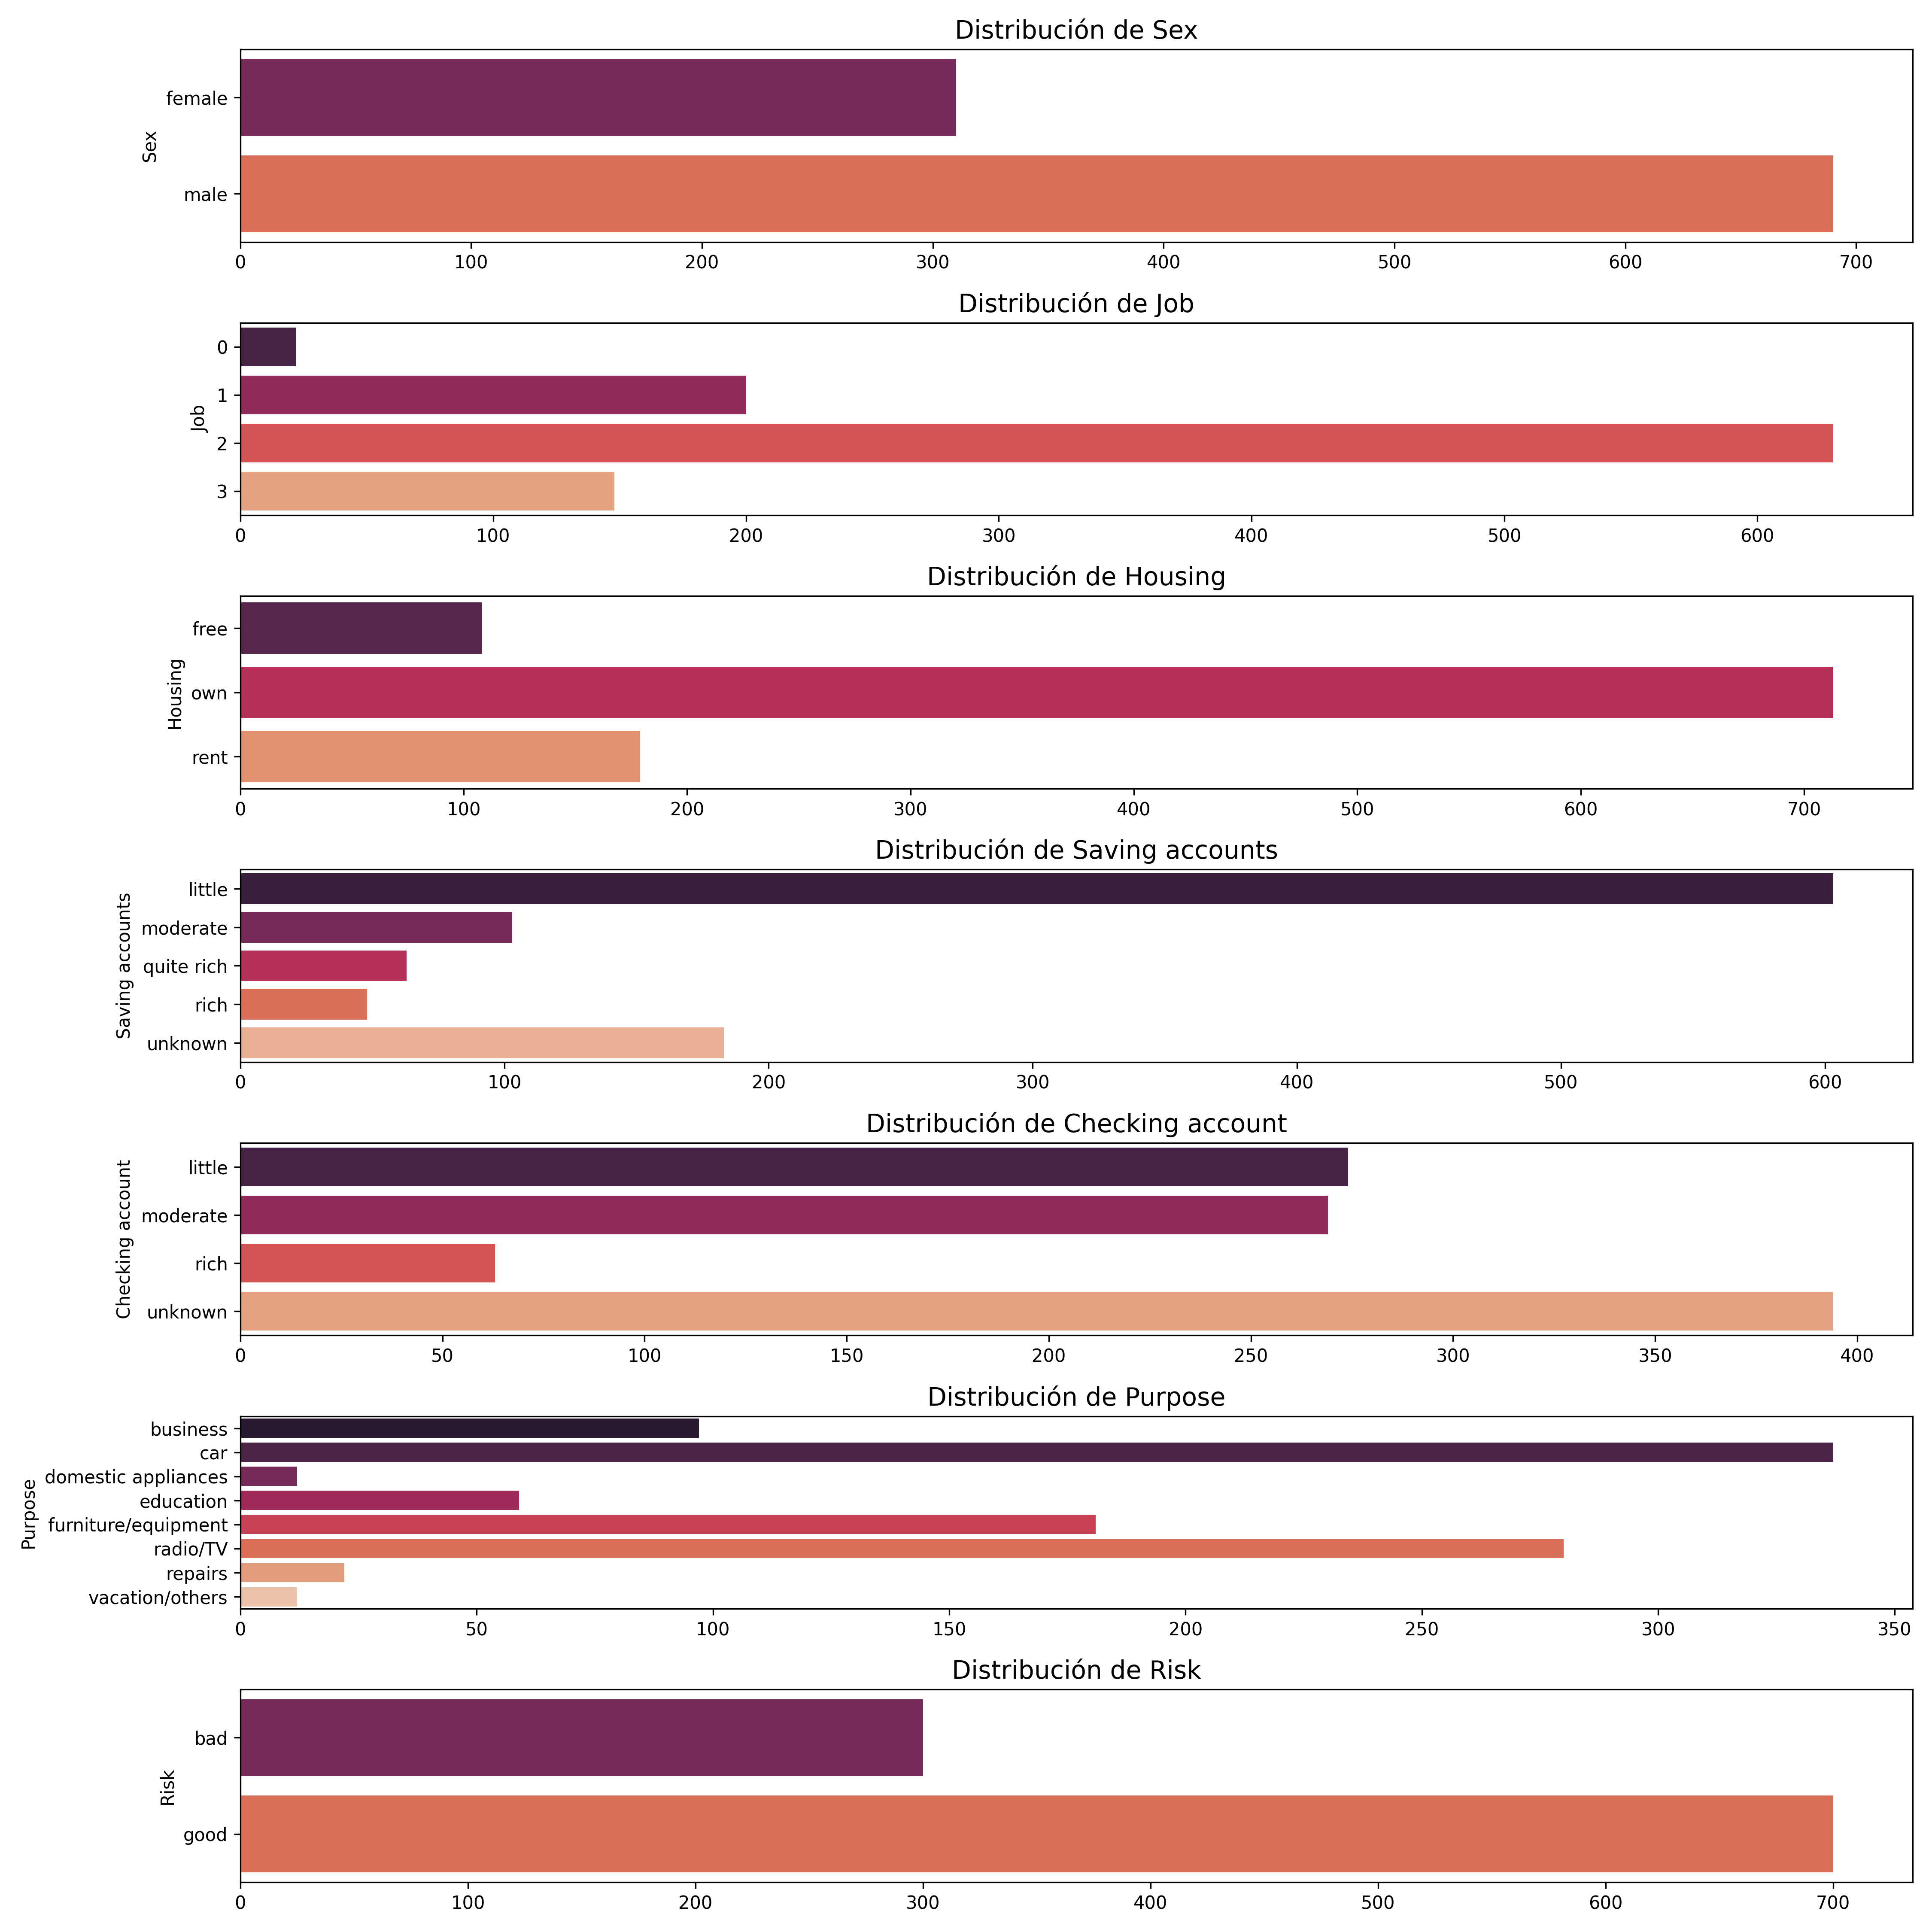 Distribución de Sex
Sex
female
male
0 100 200 300 400 500 600 700
Distribución de Job
Job
0
1
2
3
0 100 200 300 400 500 600
Distribución de Housing
Housing
free
own
rent
0 100 200 300 400 500 600 700
Distribución de Saving accounts
Saving accounts
little
moderate
quite rich
rich
unknown
0 100 200 300 400 500 600
Distribución de Checking account
Checking account
little
moderate
rich
unknown
0 50 100 150 200 250 300 350 400
Distribución de Purpose
Purpose
business
car
domestic appliances
education
furniture/equipment
radio/TV
repairs
vacation/others
0 50 100 150 200 250 300 350
Distribución de Risk
Risk
bad
good
0 100 200 300 400 500 600 700